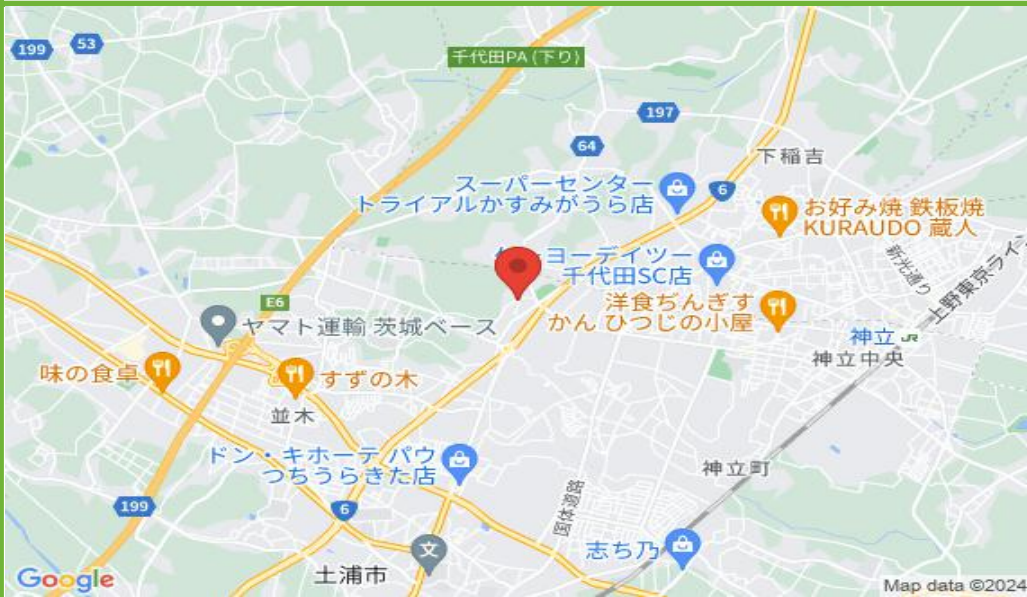 199
53
千代田PA(下り)
197
64
下稲吉
スーパーセンター
トライアルかすみがうら店
6
お好み焼 鉄板焼
KURAUDO 蔵人
ヨーデイツー
千代田SC店
新光通り
上野東京ライ
E6
洋食ぢんぎす
かん ひつじの小屋
ヤマト運輸 茨城ベース
神立
JR
神立中央
味の食卓
すずの木
並木
ドン・キホーテ パウ
つちうらきた店
神立町
199
6
国体道路
文
志ち乃
土浦市
Google
Map data ©2024